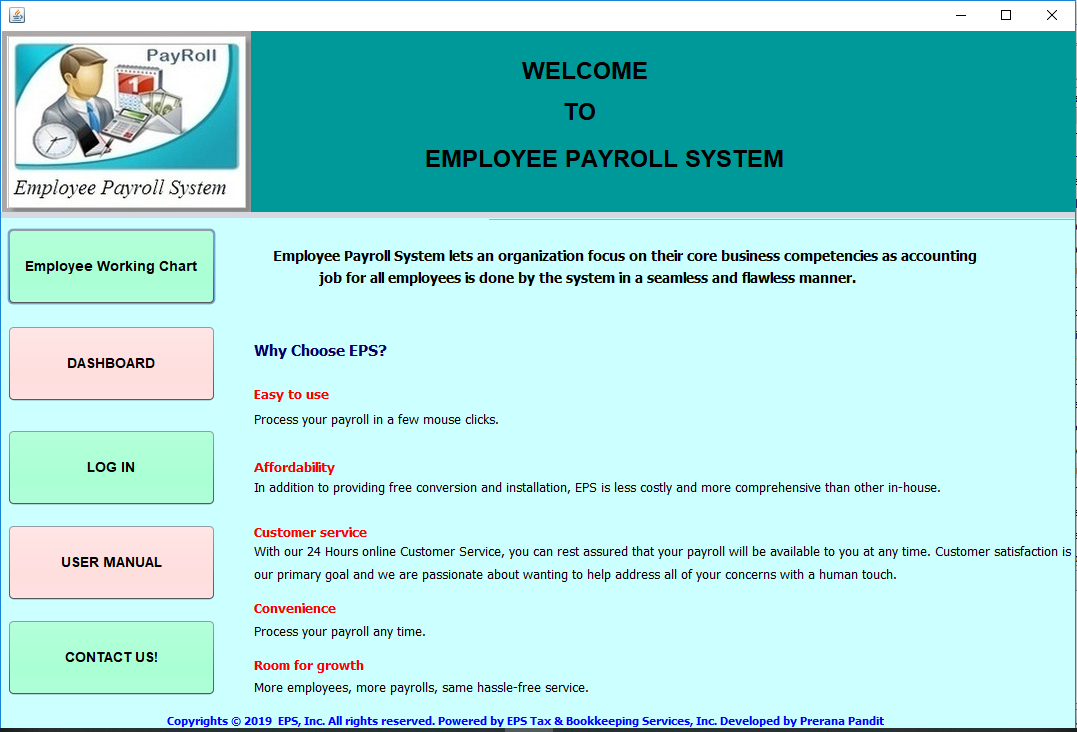 PayRoll
1
Employee Payroll System
WELCOME
TO
EMPLOYEE PAYROLL SYSTEM
Employee Working Chart
DASHBOARD
LOG IN
USER MANUAL
CONTACT US!
Employee Payroll System lets an organization focus on their core business competencies as accounting
job for all employees is done by the system in a seamless and flawless manner.
Why Choose EPS?
Easy to use
Process your payroll in a few mouse clicks.
Affordability
In addition to providing free conversion and installation, EPS is less costly and more comprehensive than other in-house.
Customer service
With our 24 Hours online Customer Service, you can rest assured that your payroll will be available to you at any time. Customer satisfaction is
our primary goal and we are passionate about wanting to help address all of your concerns with a human touch.
Convenience
Process your payroll any time.
Room for growth
More employees, more payrolls, same hassle-free service.
Copyrights © 2019  EPS, Inc. All rights reserved. Powered by EPS Tax & Bookkeeping Services, Inc. Developed by Prerana Pandit